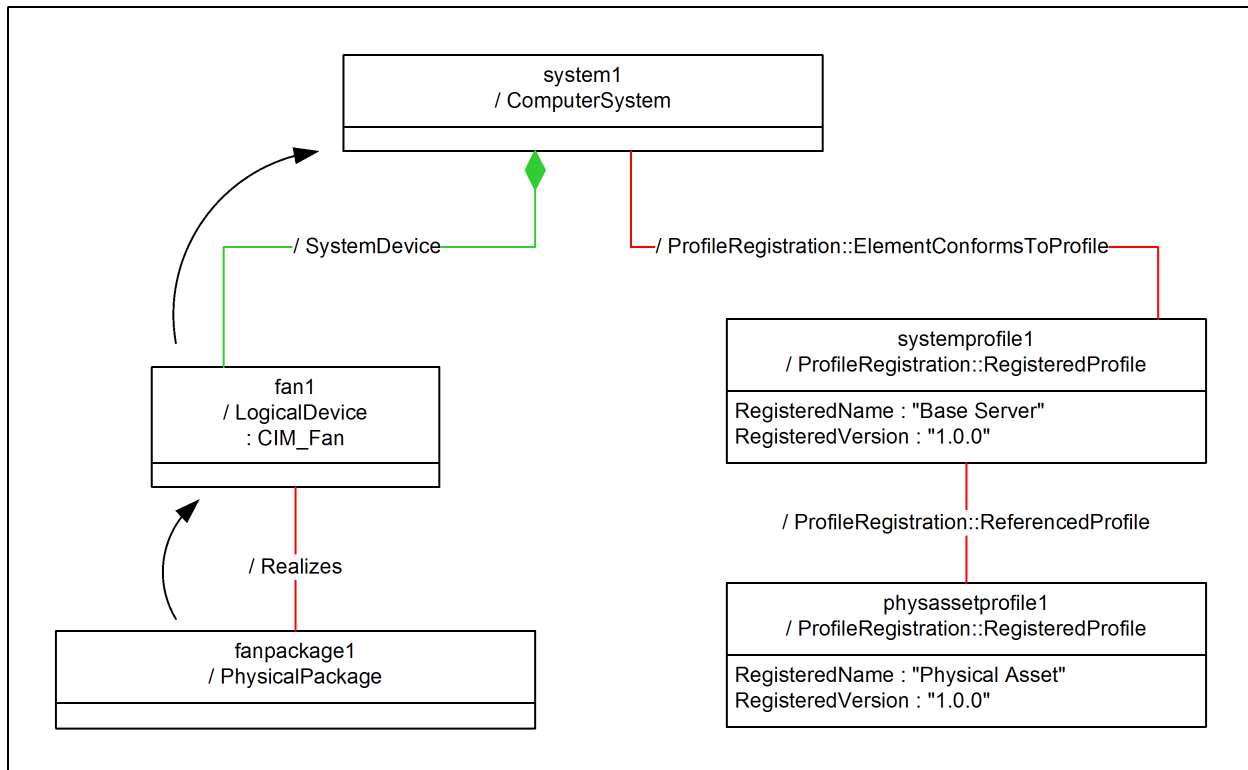 system1
/ ComputerSystem
/ SystemDevice
/ ProfileRegistration::ElementConformsToProfile
systemprofile1
/ ProfileRegistration::RegisteredProfile
RegisteredName : "Base Server"
RegisteredVersion : "1.0.0"
fan1
/ LogicalDevice
: CIM_Fan
/ ProfileRegistration::ReferencedProfile
/ Realizes
physassetprofile1
/ ProfileRegistration::RegisteredProfile
RegisteredName : "Physical Asset"
RegisteredVersion : "1.0.0"
fanpackage1
/ PhysicalPackage